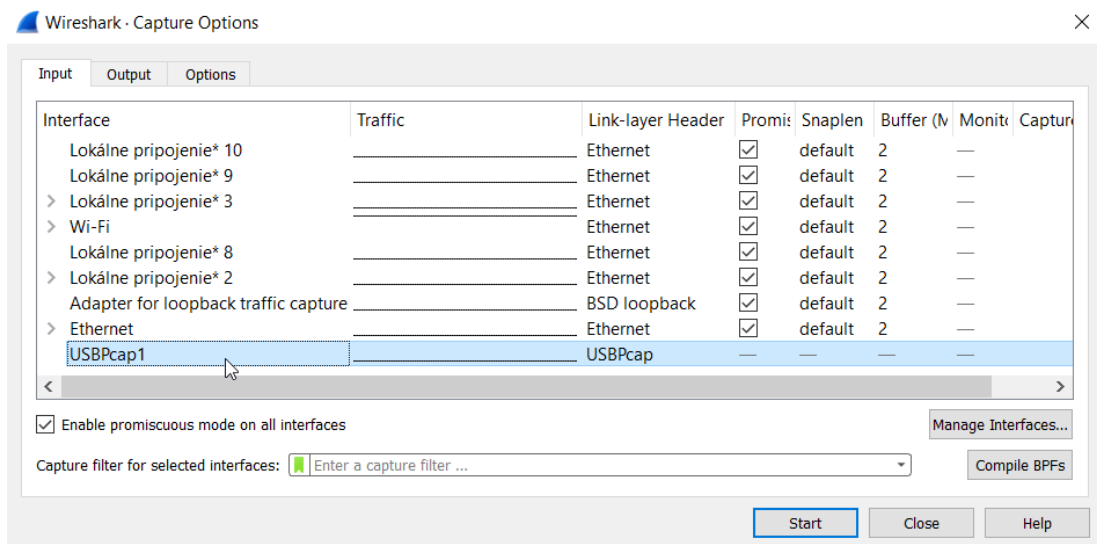 Wireshark · Capture Options
Input Output Options
Interface Traffic Link-layer Header Promis Snaplen Buffer (M Monito Capture
Lokálne pripojenie* 10 Ethernet default 2 —
Lokálne pripojenie* 9 Ethernet default 2 —
Lokálne pripojenie* 3 Ethernet default 2 —
Wi-Fi Ethernet default 2 —
Lokálne pripojenie* 8 Ethernet default 2 —
Lokálne pripojenie* 2 Ethernet default 2 —
Adapter for loopback traffic capture BSD loopback default 2 —
Ethernet Ethernet default 2 —
USBPcap1 USBPcap — — — —
Enable promiscuous mode on all interfaces Manage Interfaces...
Capture filter for selected interfaces: Enter a capture filter ... Compile BPFs
Start Close Help